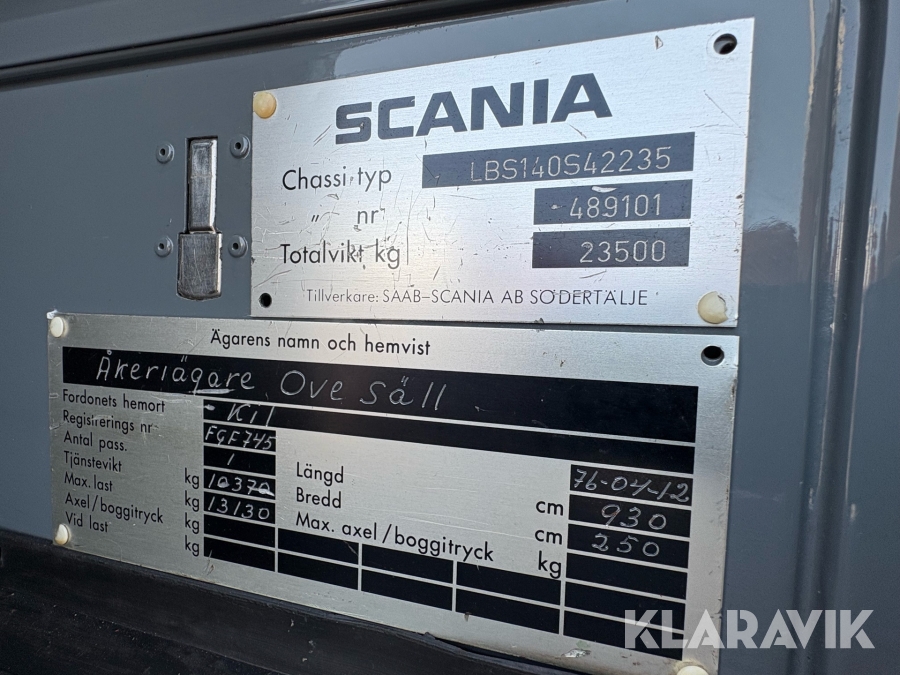 SCANIA
Chassi typ LBS140S42235
„ nr 489101
Totalvikt kg 23500
Tillverkare: SAAB-SCANIA AB SÖDERTÄLJE
Ägarens namn och hemvist
Åkeriägare Ove Säll
Fordonets hemort - Kil
Registrerings nr FGF745
Antal pass. 1
Tjänstevikt kg 10370
Max. last kg 13130
Axel/boggitryck kg
Vid last kg
76-04-12
Längd cm 930
Bredd cm 250
Max. axel/boggitryck kg
KLARAVIK